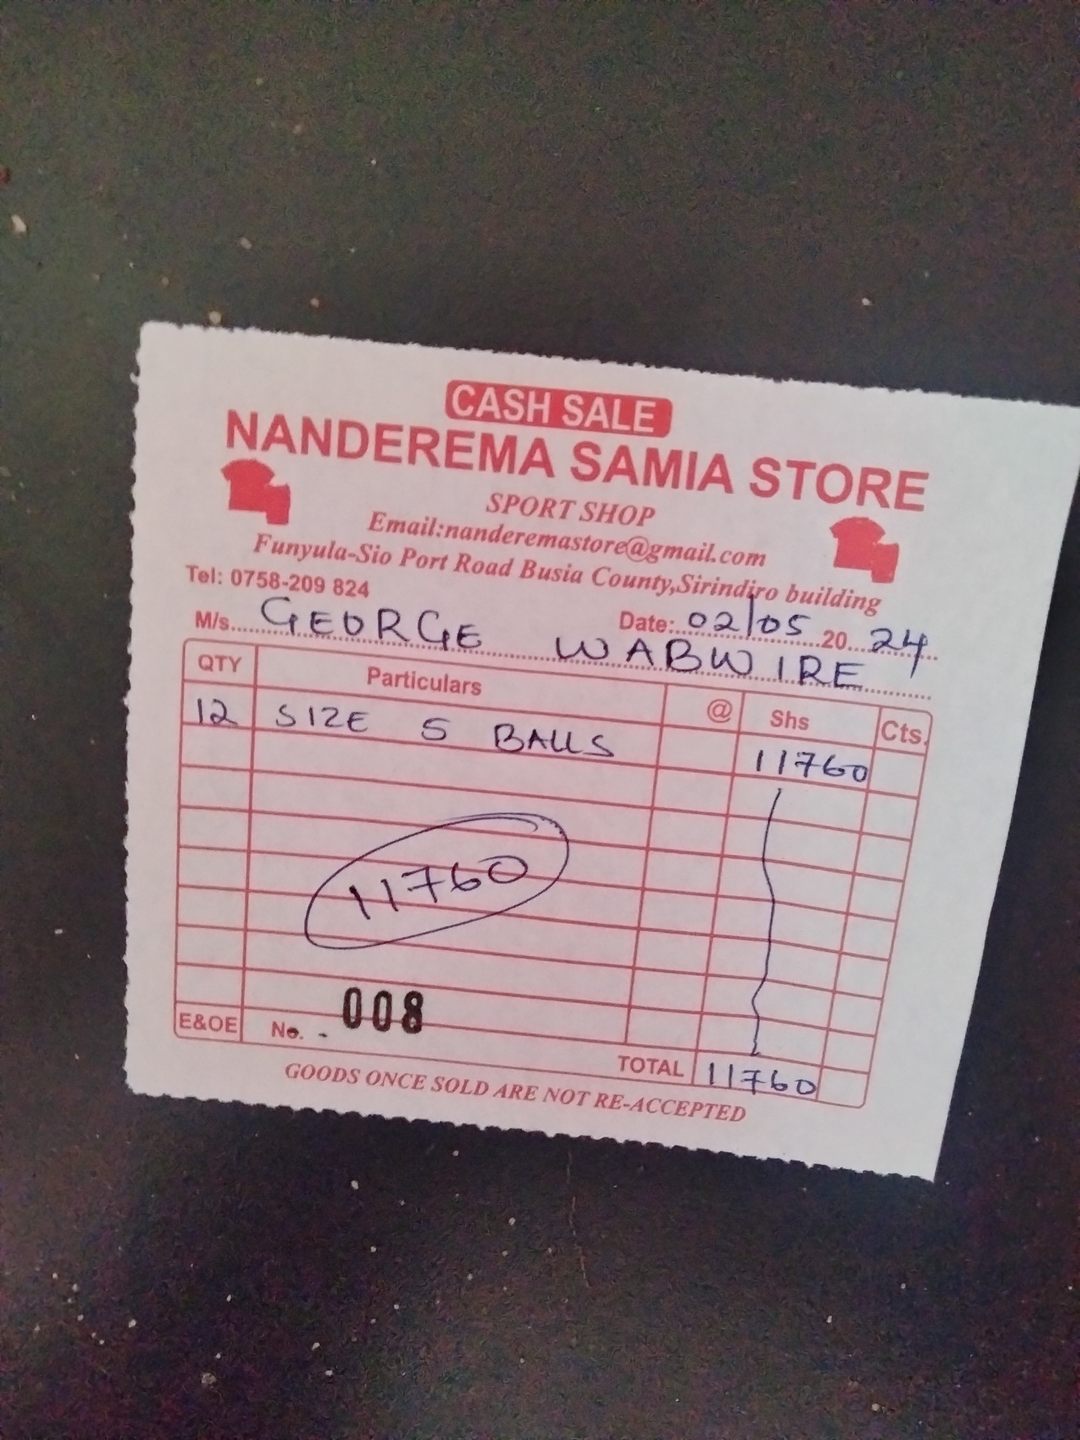 CASH SALE
NANDEREMA SAMIA STORE
SPORT SHOP
Email:nanderemastore@gmail.com
Funyula-Sio Port Road Busia County,Sirindiro building
Tel: 0758-209 824
M/s. GEORGE WABWIRE Date: 02/05 20 24
QTY Particulars @ Shs Cts.
12 SIZE 5 BALLS 11760
11760
E&OE No. 008
TOTAL 11760
GOODS ONCE SOLD ARE NOT RE-ACCEPTED